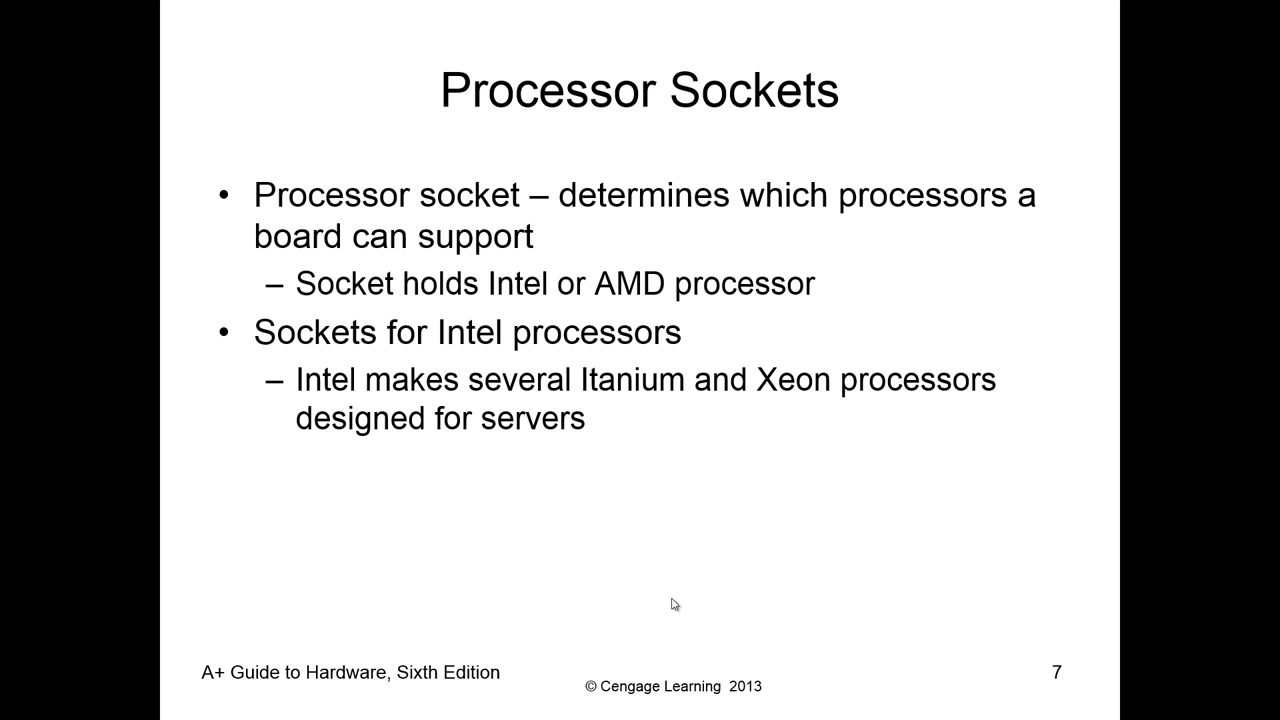 Processor Sockets
• Processor socket – determines which processors a
board can support
– Socket holds Intel or AMD processor
• Sockets for Intel processors
– Intel makes several Itanium and Xeon processors
designed for servers
A+ Guide to Hardware, Sixth Edition
© Cengage Learning 2013
7